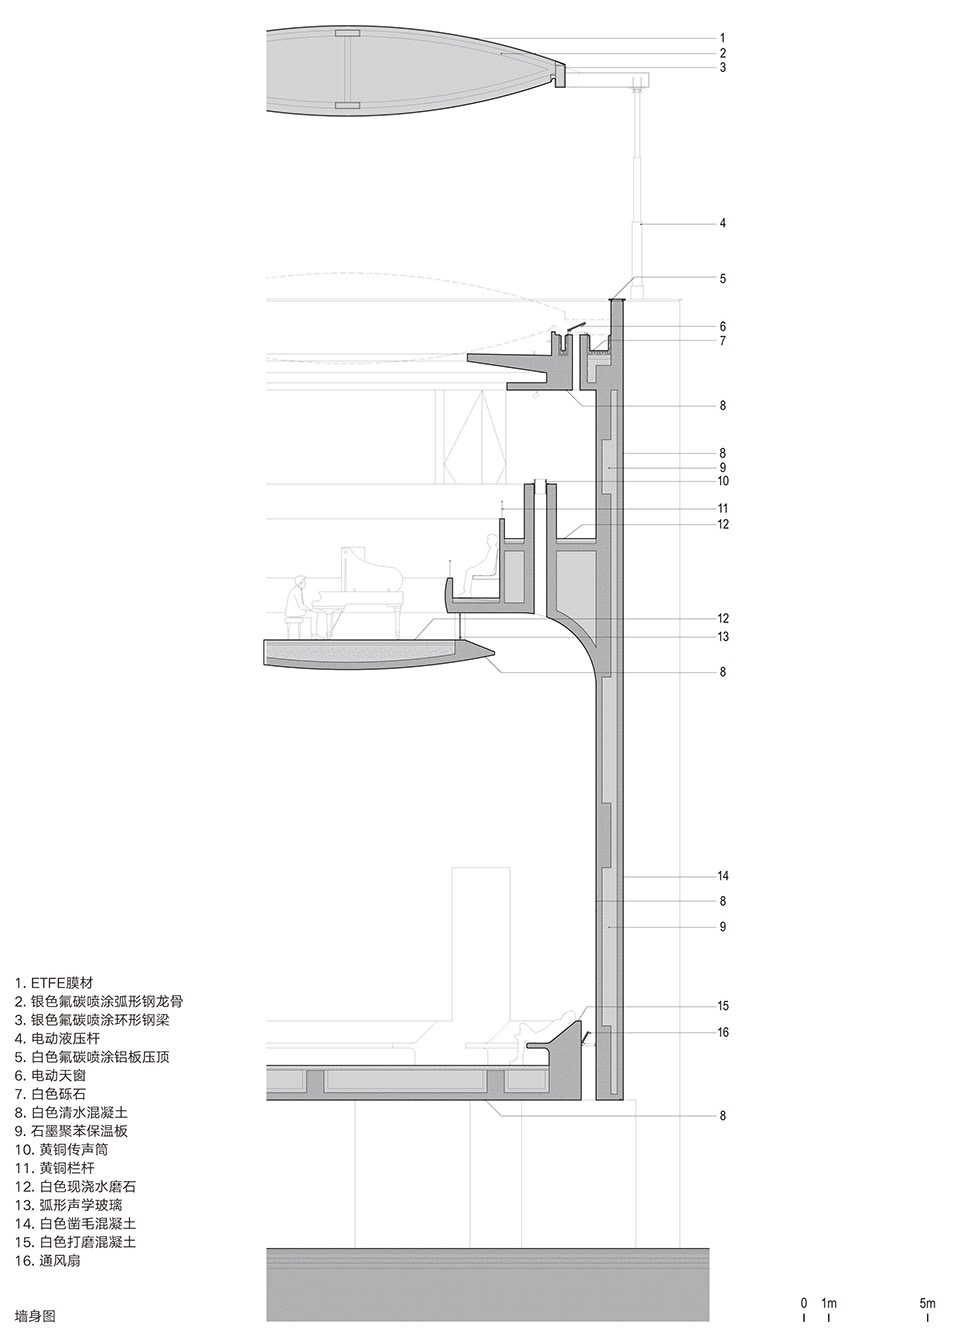 1
2
3
4
5
6
7
8
8
9
10
11
12
12
13
8
14
8
9
15
16
8
1. ETFE膜材
2. 银色氟碳喷涂弧形钢龙骨
3. 银色氟碳喷涂环形钢梁
4. 电动液压杆
5. 白色氟碳喷涂铝板压顶
6. 电动天窗
7. 白色砾石
8. 白色清水混凝土
9. 石墨聚苯保温板
10. 黄铜传声筒
11. 黄铜栏杆
12. 白色现浇水磨石
13. 弧形声学玻璃
14. 白色凿毛混凝土
15. 白色打磨混凝土
16. 通风扇
墙身图
0 1m 5m